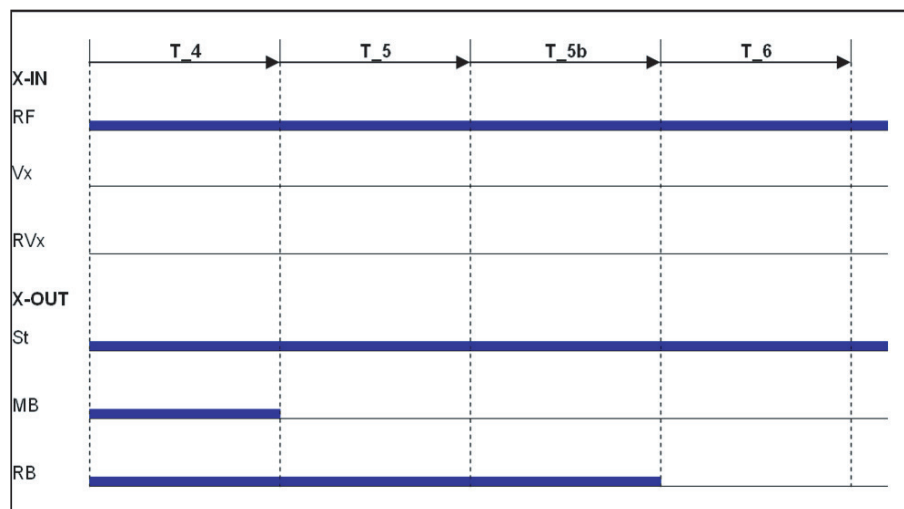 T_4 T_5 T_5b T_6
X-IN
RF
Vx
RVx
X-OUT
St
MB
RB